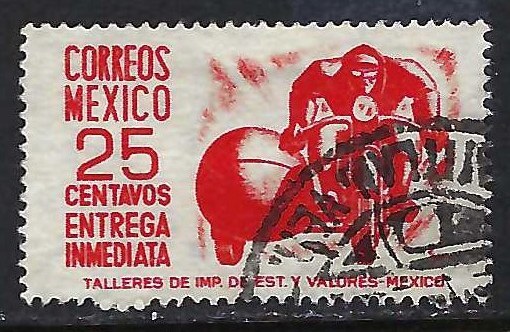 CORREOS
MEXICO
25
CENTAVOS
ENTREGA
INMEDIATA
TALLERES DE IMP. DE EST. Y VALORES-MEXICO